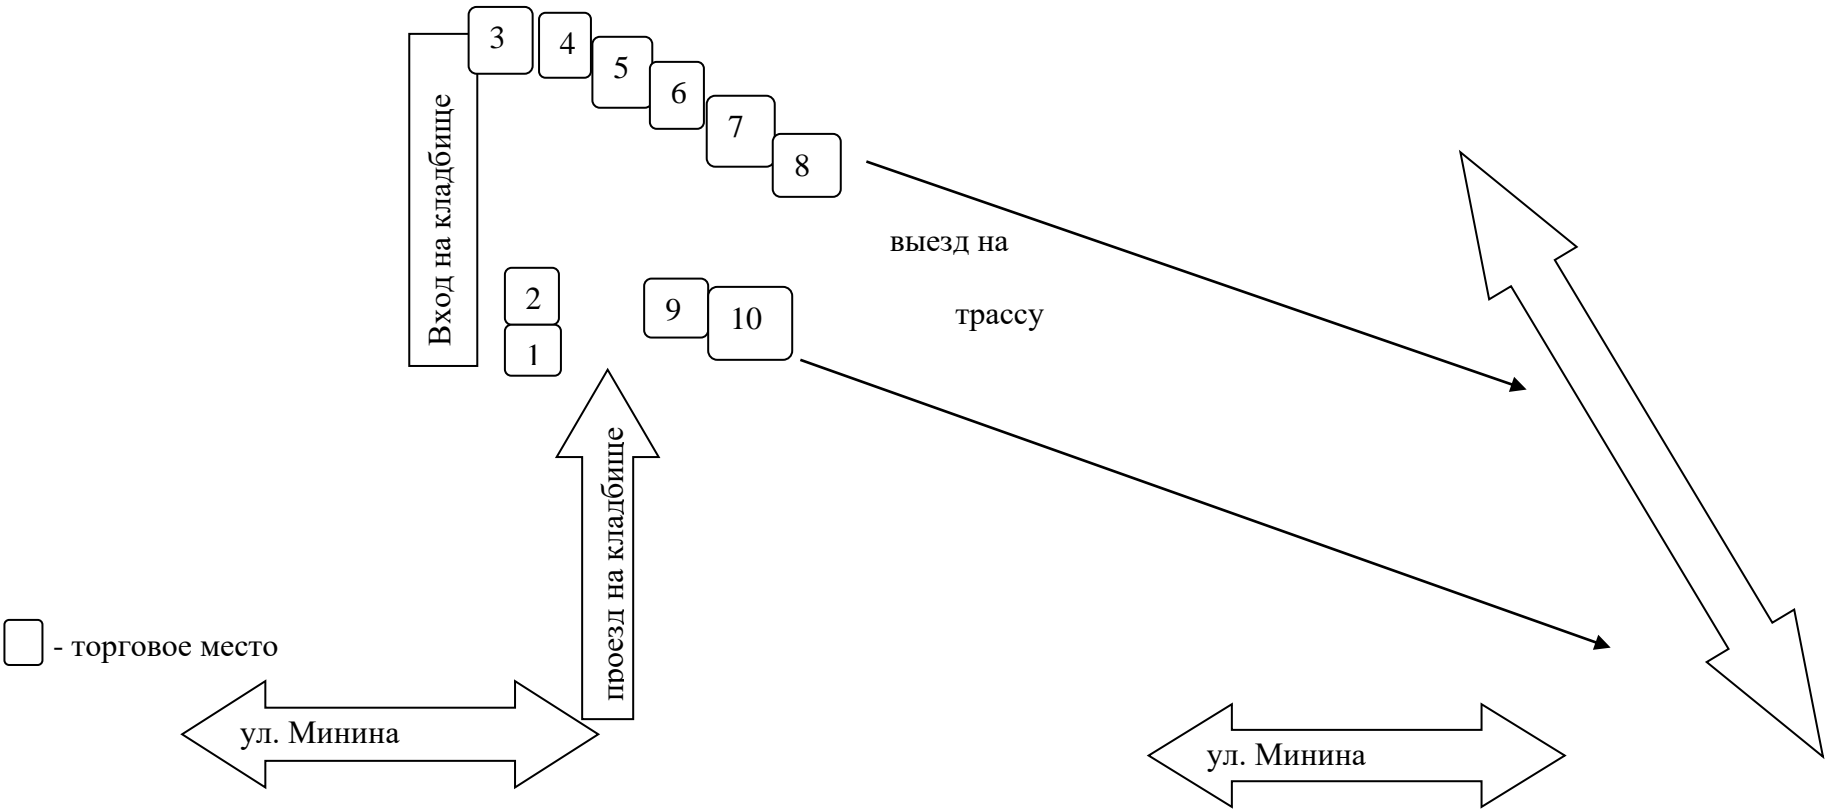 3
4
5
6
7
8
Вход на кладбище
выезд на
трассу
2
1
9
10
проезд на кладбище
- торговое место
ул. Минина
ул. Минина